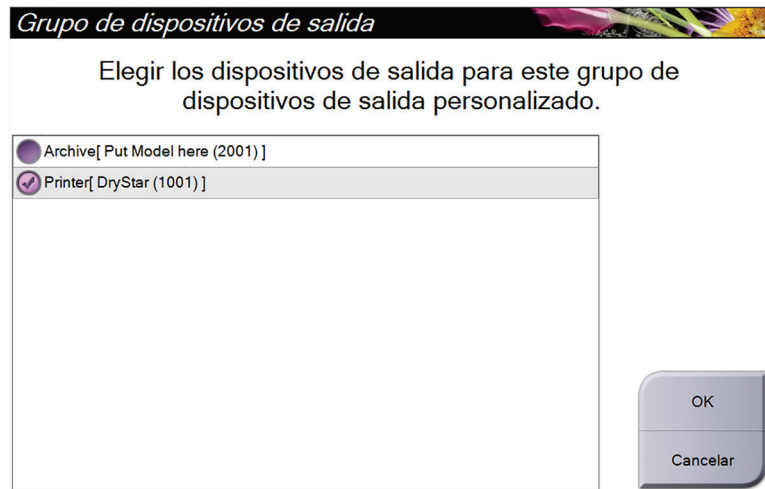 Grupo de dispositivos de salida
Elegir los dispositivos de salida para este grupo de
dispositivos de salida personalizado.
Archive[ Put Model here (2001) ]
Printer[ DryStar (1001) ]
OK
Cancelar